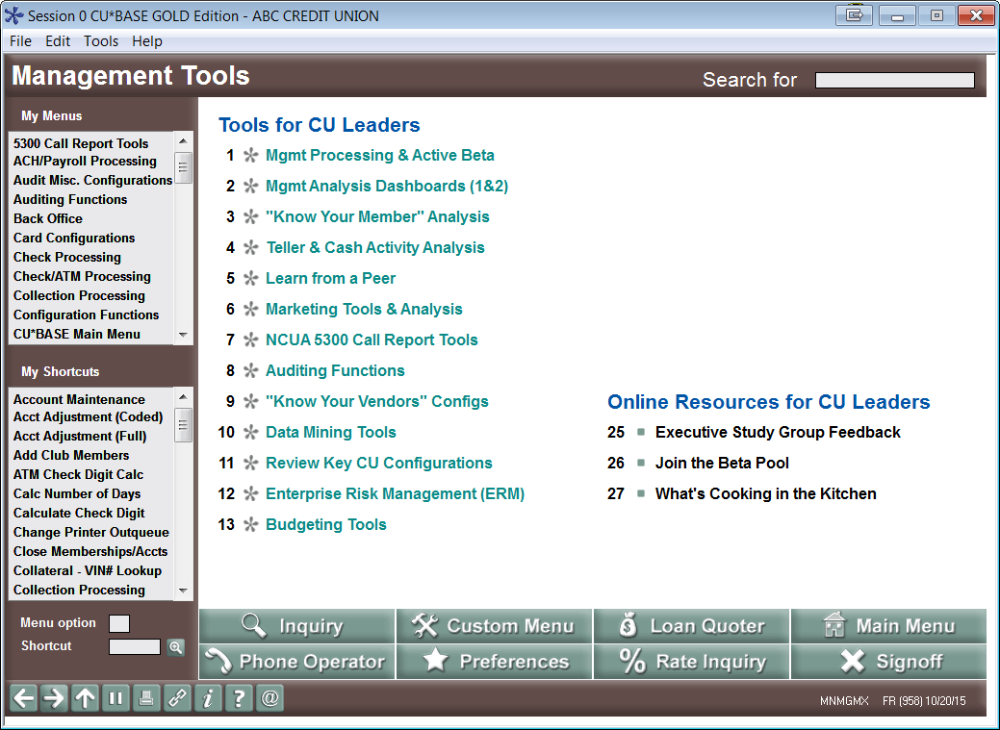 Session 0 CU*BASE GOLD Edition - ABC CREDIT UNION
File Edit Tools Help
Management Tools
Search for
My Menus
5300 Call Report Tools
ACH/Payroll Processing
Audit Misc. Configurations
Auditing Functions
Back Office
Card Configurations
Check Processing
Check/ATM Processing
Collection Processing
Configuration Functions
CU*BASE Main Menu
My Shortcuts
Account Maintenance
Acct Adjustment (Coded)
Acct Adjustment (Full)
Add Club Members
ATM Check Digit Calc
Calc Number of Days
Calculate Check Digit
Change Printer Outqueue
Close Memberships/Accts
Collateral - VIN# Lookup
Collection Processing
Menu option
Shortcut
Tools for CU Leaders
1 Mgmt Processing & Active Beta
2 Mgmt Analysis Dashboards (1&2)
3 "Know Your Member" Analysis
4 Teller & Cash Activity Analysis
5 Learn from a Peer
6 Marketing Tools & Analysis
7 NCUA 5300 Call Report Tools
8 Auditing Functions
9 "Know Your Vendors" Configs
10 Data Mining Tools
11 Review Key CU Configurations
12 Enterprise Risk Management (ERM)
13 Budgeting Tools
Online Resources for CU Leaders
25 Executive Study Group Feedback
26 Join the Beta Pool
27 What's Cooking in the Kitchen
Inquiry Custom Menu Loan Quoter Main Menu
Phone Operator Preferences % Rate Inquiry Signoff
i ? @
MNMGMX FR (958) 10/20/15